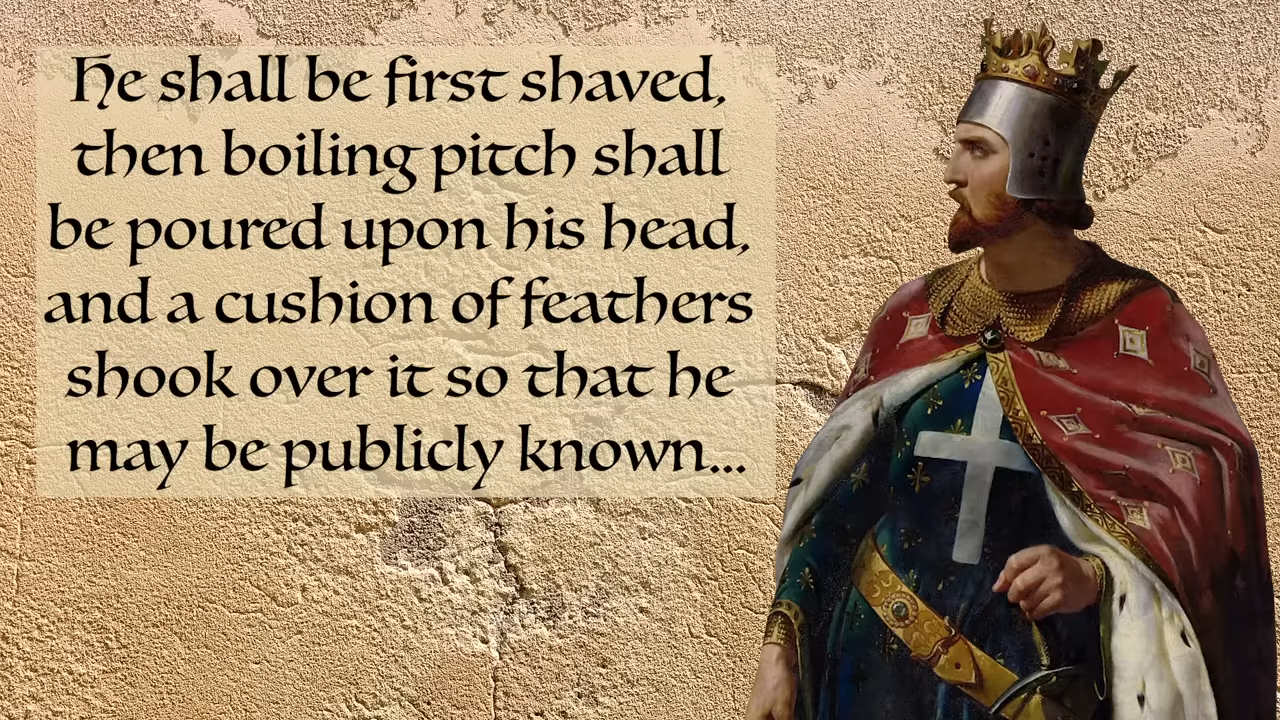 He shall be first shaved,
then boiling pitch shall
be poured upon his head,
and a cushion of feathers
shook over it so that he
may be publicly known...